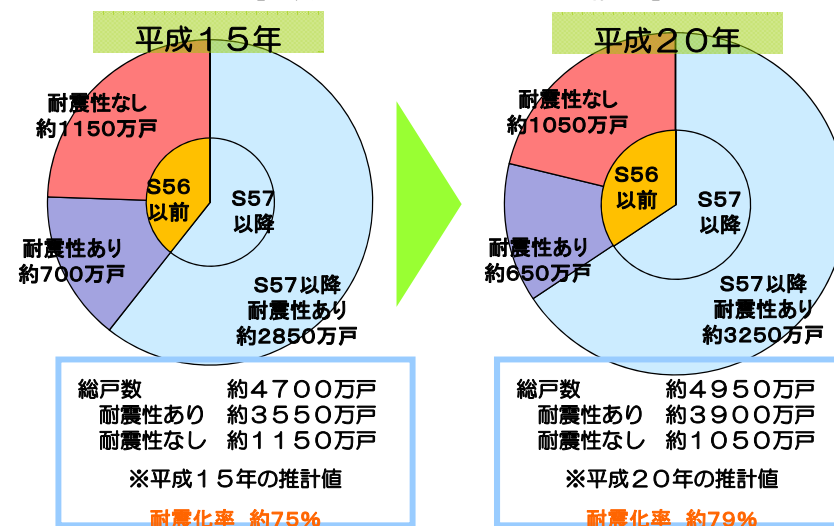 平成１５年
耐震性なし
約1150万戸
S56
以前
S57
以降
耐震性あり
約700万戸
S57以降
耐震性あり
約2850万戸
総戸数　約４７００万戸
耐震性あり　約３５５０万戸
耐震性なし　約１１５０万戸
※平成１５年の推計値
耐震化率　約75%
平成２０年
耐震性なし
約1050万戸
S56
以前
S57
以降
耐震性あり
約650万戸
S57以降
耐震性あり
約3250万戸
総戸数　約４９５０万戸
耐震性あり　約３９００万戸
耐震性なし　約１０５０万戸
※平成２０年の推計値
耐震化率　約79%